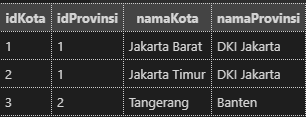 idKota idProvinsi namaKota namaProvinsi
1 1 Jakarta Barat DKI Jakarta
2 1 Jakarta Timur DKI Jakarta
3 2 Tangerang Banten